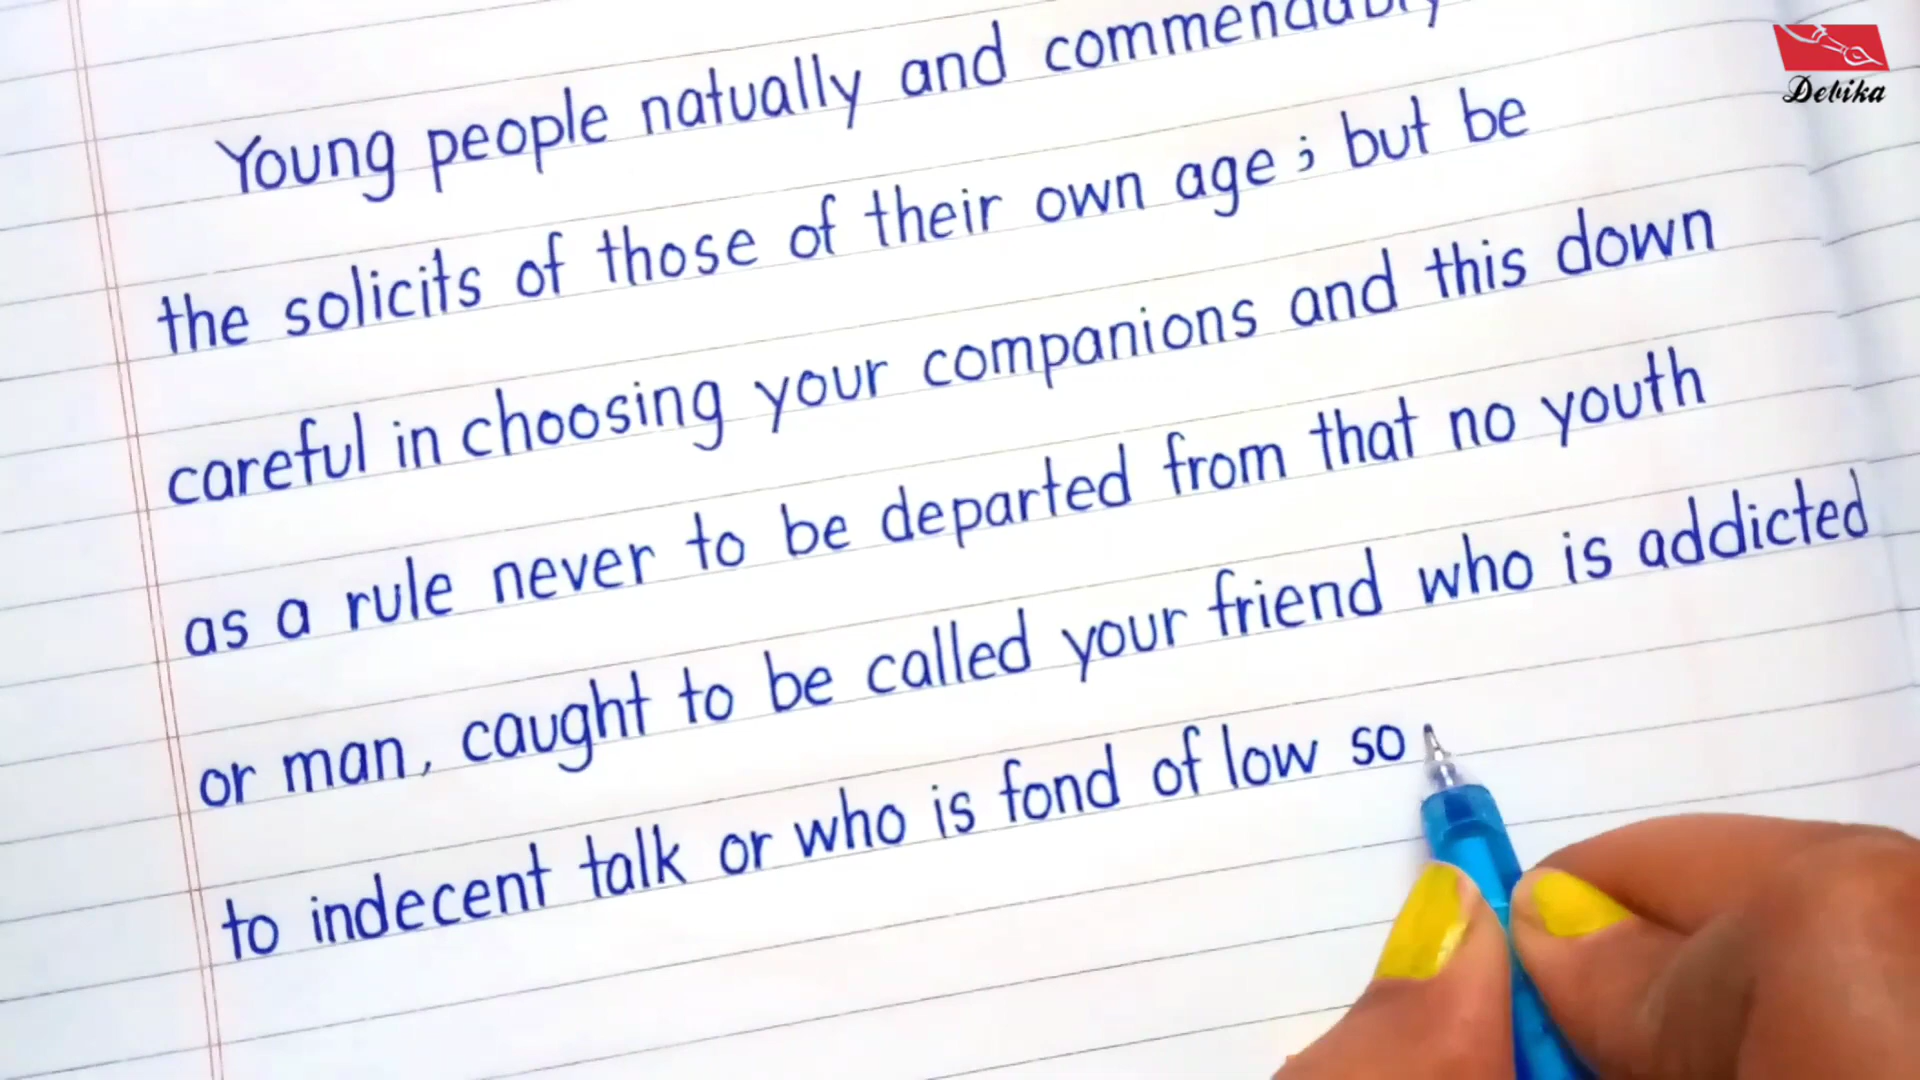 Young people natually and commendably
the solicits of those of their own age; but be
careful in choosing your companions and this down
as a rule never to be departed from that no youth
or man, caught to be called your friend who is addicted
to indecent talk or who is fond of low so
Debika